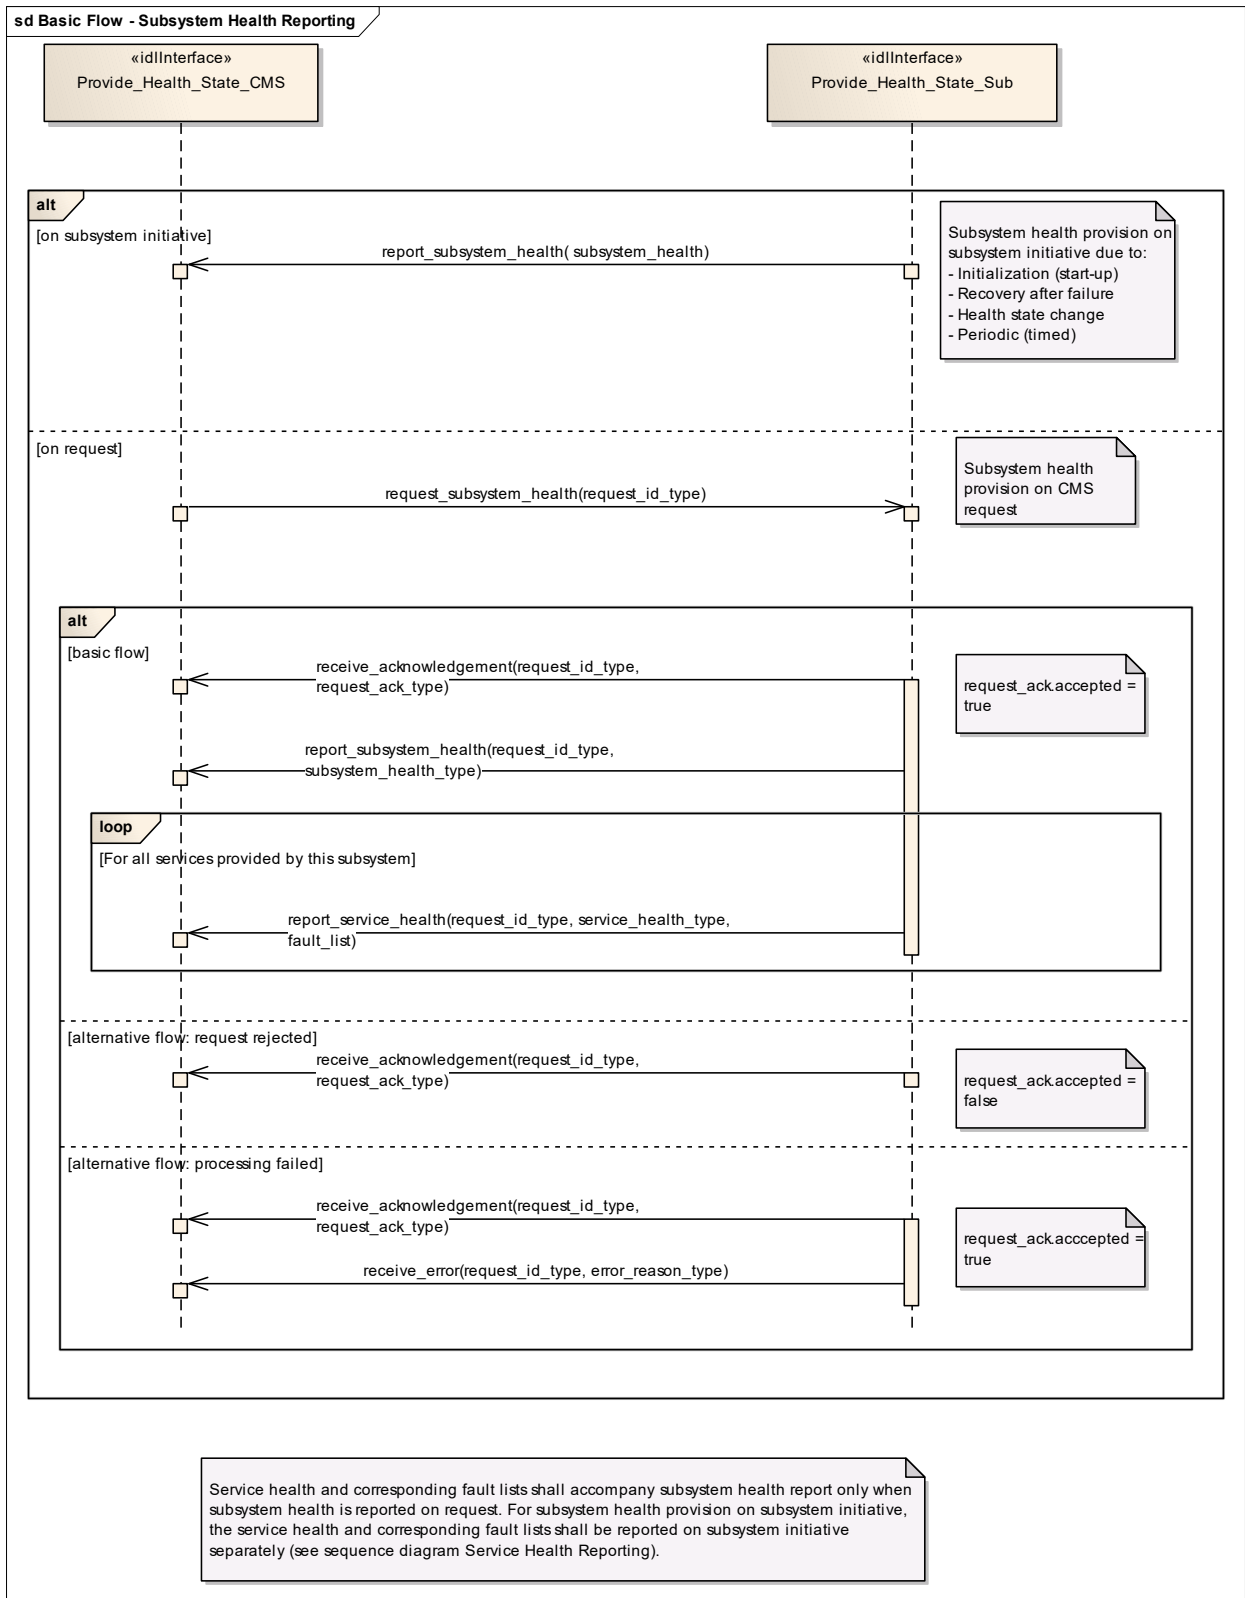 sd Basic Flow - Subsystem Health Reporting
«idlInterface»
Provide_Health_State_CMS
«idlInterface»
Provide_Health_State_Sub
alt
[on subsystem initiative]
report_subsystem_health( subsystem_health)
Subsystem health provision on
subsystem initiative due to:
- Initialization (start-up)
- Recovery after failure
- Health state change
- Periodic (timed)
[on request]
request_subsystem_health(request_id_type)
Subsystem health
provision on CMS
request
alt
[basic flow]
receive_acknowledgement(request_id_type,
request_ack_type)
request_ack.accepted =
true
report_subsystem_health(request_id_type,
subsystem_health_type)
loop
[For all services provided by this subsystem]
report_service_health(request_id_type, service_health_type,
fault_list)
[alternative flow: request rejected]
receive_acknowledgement(request_id_type,
request_ack_type)
request_ack.accepted =
false
[alternative flow: processing failed]
receive_acknowledgement(request_id_type,
request_ack_type)
request_ack.acccepted =
true
receive_error(request_id_type, error_reason_type)
Service health and corresponding fault lists shall accompany subsystem health report only when
subsystem health is reported on request. For subsystem health provision on subsystem initiative,
the service health and corresponding fault lists shall be reported on subsystem initiative
separately (see sequence diagram Service Health Reporting).